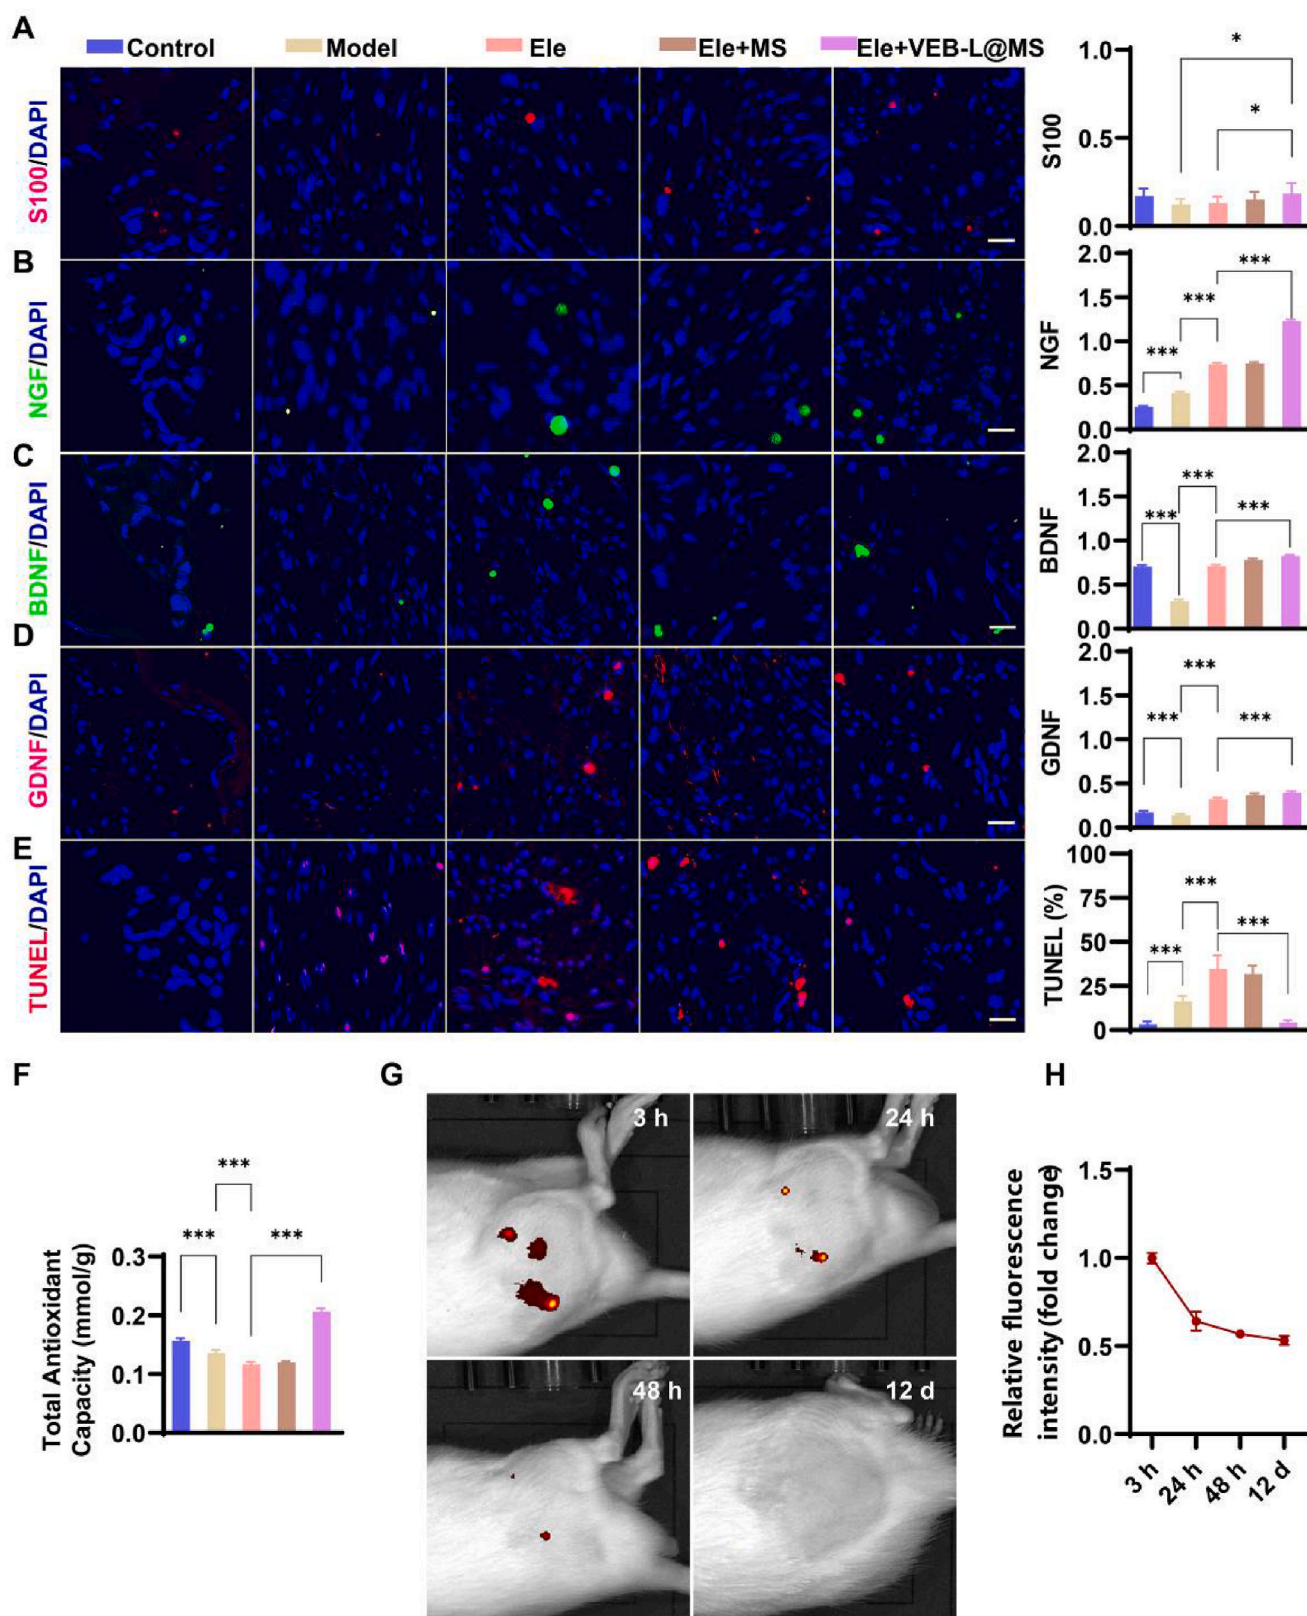 A
Control Model Ele Ele+MS Ele+VEB-L@MS
S100/DAPI
S100
1.0
0.5
0.0
*
*
B
NGF/DAPI
NGF
2.0
1.5
1.0
0.5
0.0
***
***
***
C
BDNF/DAPI
BDNF
2.0
1.5
1.0
0.5
0.0
***
***
***
D
GDNF/DAPI
GDNF
2.0
1.5
1.0
0.5
0.0
***
***
***
E
TUNEL/DAPI
TUNEL (%)
100
75
50
25
0
***
***
***
F
Total Antioxidant
Capacity (mmol/g)
0.3
0.2
0.1
0.0
***
***
***
G
3 h
24 h
48 h
12 d
H
Relative fluorescence
intensity (fold change)
1.5
1.0
0.5
0.0
3 h
24 h
48 h
12 d